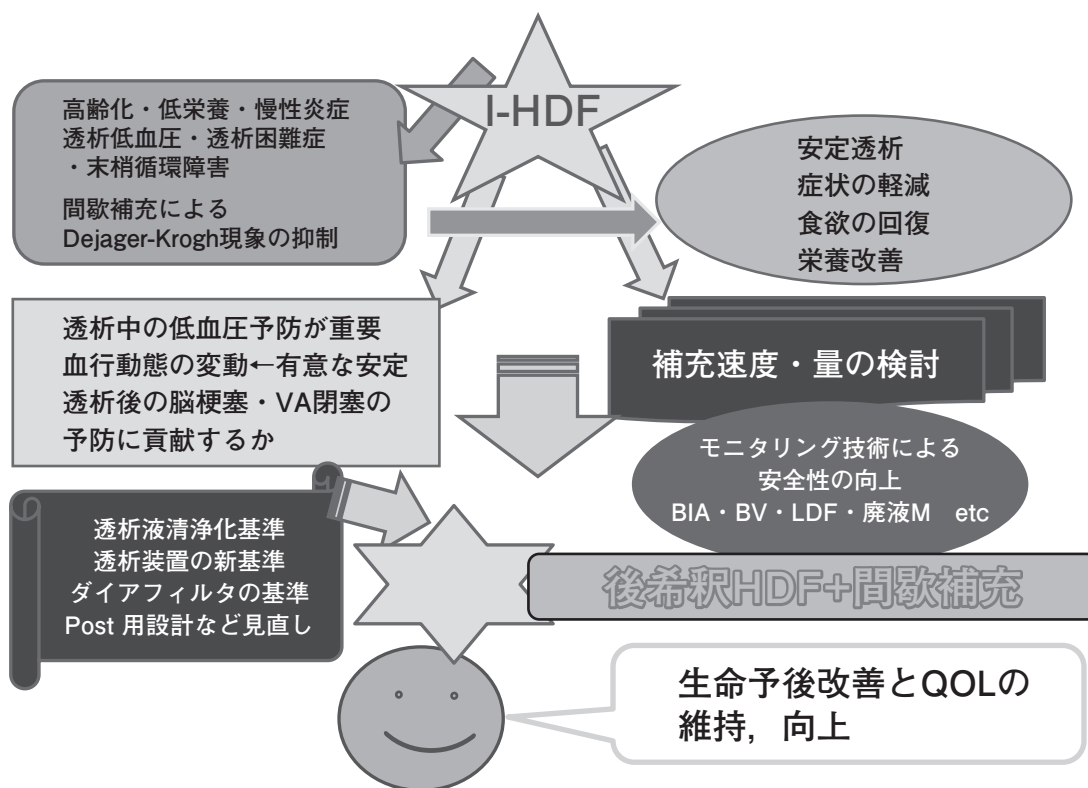 I-HDF
高齢化・低栄養・慢性炎症
透析低血圧・透析困難症
・末梢循環障害
間歇補充による
Dejager-Krogh現象の抑制
安定透析
症状の軽減
食欲の回復
栄養改善
透析中の低血圧予防が重要
血行動態の変動←有意な安定
透析後の脳梗塞・VA閉塞の
予防に貢献するか
補充速度・量の検討
モニタリング技術による
安全性の向上
BIA・BV・LDF・廃液M　etc
透析液清浄化基準
透析装置の新基準
ダイアフィルタの基準
Post 用設計など見直し
後希釈HDF+間歇補充
生命予後改善とQOLの
維持，向上